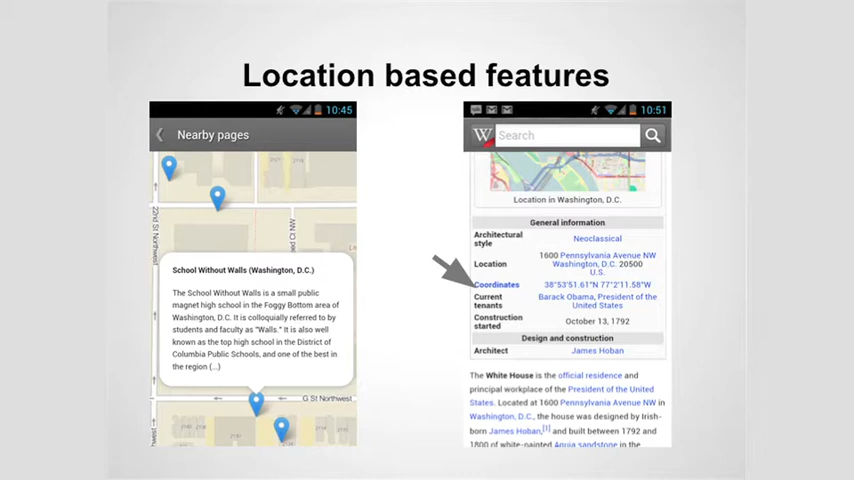 Location based features
10:45
Nearby pages
22nd St Northwest
School Without Walls (Washington, D.C.)
The School Without Walls is a small public
magnet high school in the Foggy Bottom area of
Washington, D.C. It is colloquially referred to by
students and faculty as "Walls." It is also well
known as the top high school in the District of
Columbia Public Schools, and one of the best in
the region (...)
G St Northwest
10:51
W
Search
Location in Washington, D.C.
General information
Architectural style
Neoclassical
Location
1600 Pennsylvania Avenue NW
Washington, D.C. 20500
U.S.
Coordinates
38°53′51.61″N 77°2′11.58″W
Current tenants
Barack Obama, President of the
United States
Construction started
October 13, 1792
Design and construction
Architect
James Hoban
The White House is the official residence and
principal workplace of the President of the United
States. Located at 1600 Pennsylvania Avenue NW in
Washington, D.C., the house was designed by Irish-
born James Hoban,[1] and built between 1792 and
1800 of white-painted Aquia sandstone in the